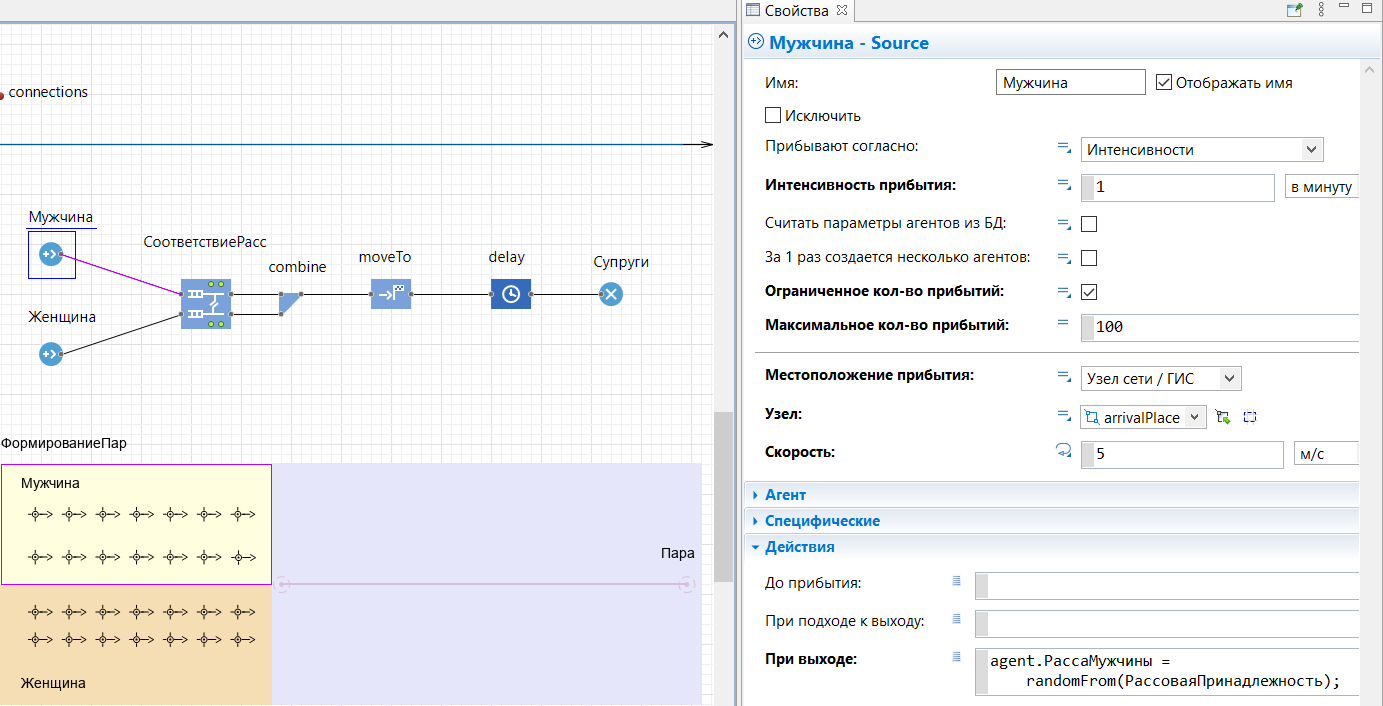 connections
Мужчина
СоответствиеРасс
combine
moveTo
delay
Супруги
Женщина
ФормированиеПар
Мужчина
Пара
Женщина
Свойства
Мужчина - Source
Имя: Мужчина Отображать имя
Исключить
Прибывают согласно: Интенсивности
Интенсивность прибытия: 1 в минуту
Считать параметры агентов из БД:
За 1 раз создается несколько агентов:
Ограниченное кол-во прибытий:
Максимальное кол-во прибытий: 100
Местоположение прибытия: Узел сети / ГИС
Узел: arrivalPlace
Скорость: 5 м/с
Агент
Специфические
Действия
До прибытия:
При подходе к выходу:
При выходе: agent.РассаМужчины =
randomFrom(РассоваяПринадлежность);